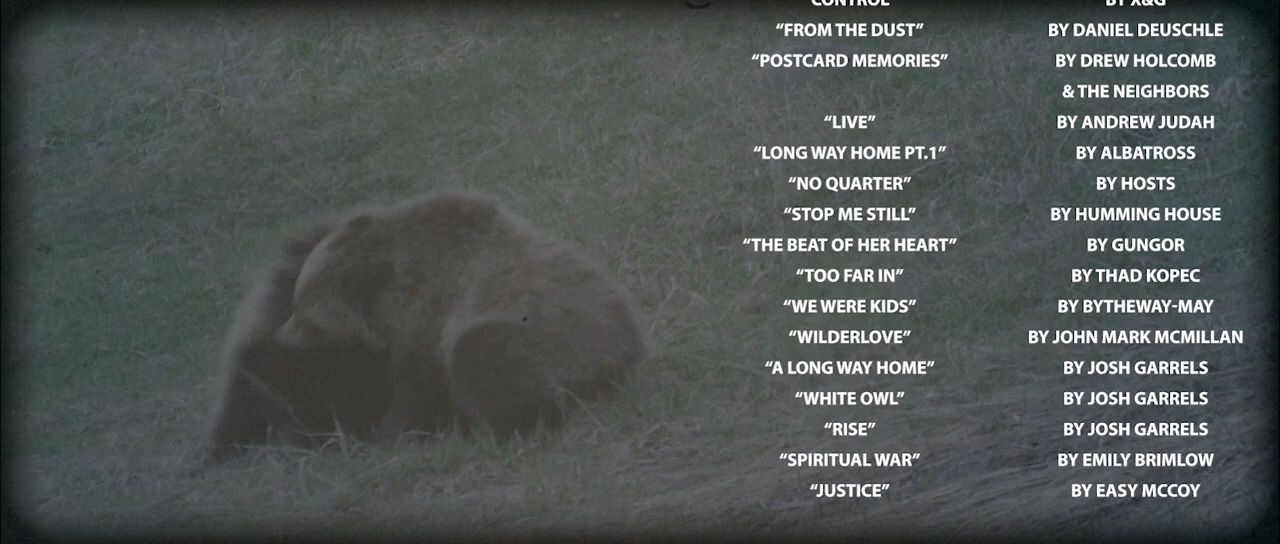 CONTROL BY X&G
“FROM THE DUST” BY DANIEL DEUSCHLE
“POSTCARD MEMORIES” BY DREW HOLCOMB
& THE NEIGHBORS
“LIVE” BY ANDREW JUDAH
“LONG WAY HOME PT.1” BY ALBATROSS
“NO QUARTER” BY HOSTS
“STOP ME STILL” BY HUMMING HOUSE
“THE BEAT OF HER HEART” BY GUNGOR
“TOO FAR IN” BY THAD KOPEC
“WE WERE KIDS” BY BYTHEWAY-MAY
“WILDERLOVE” BY JOHN MARK MCMILLAN
“A LONG WAY HOME” BY JOSH GARRELS
“WHITE OWL” BY JOSH GARRELS
“RISE” BY JOSH GARRELS
“SPIRITUAL WAR” BY EMILY BRIMLOW
“JUSTICE” BY EASY MCCOY